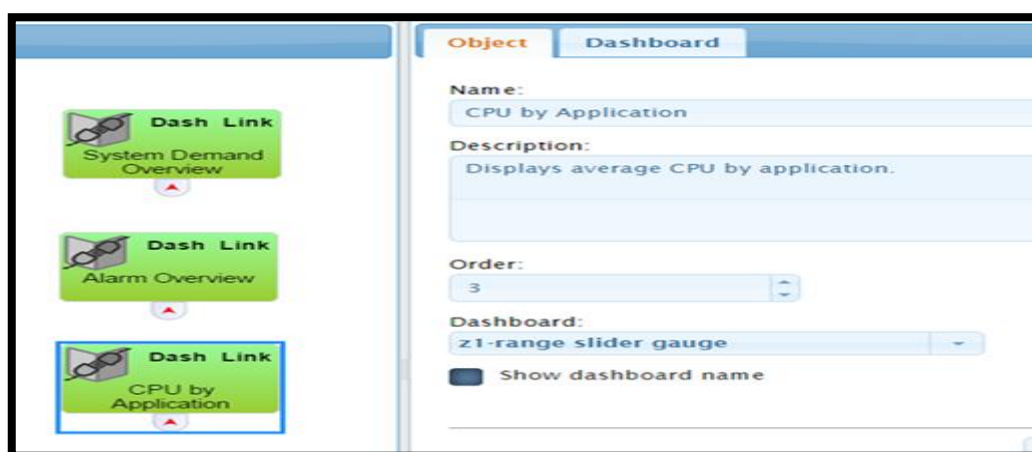 Dash Link
System Demand
Overview
Dash Link
Alarm Overview
Dash Link
CPU by
Application
Object
Dashboard
Name:
CPU by Application
Description:
Displays average CPU by application.
Order:
3
Dashboard:
z1-range slider gauge
Show dashboard name